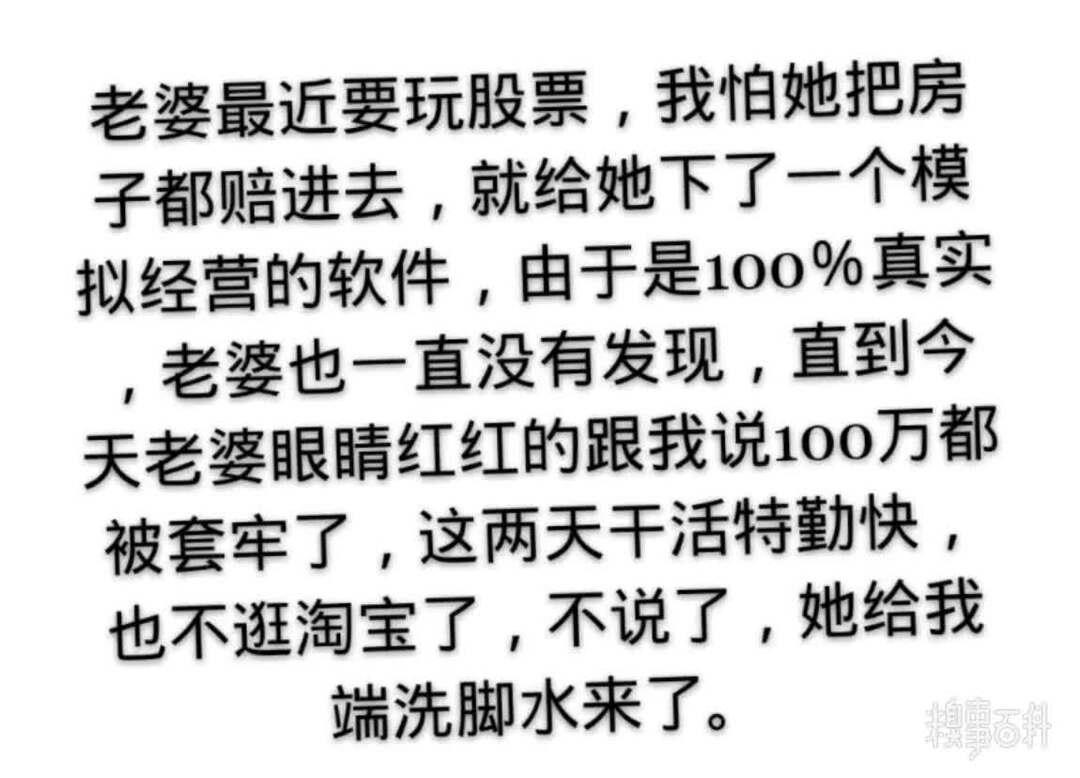 老婆最近要玩股票，我怕她把房
子都赔进去，就给她下了一个模
拟经营的软件，由于是100%真实
，老婆也一直没有发现，直到今
天老婆眼睛红红的跟我说100万都
被套牢了，这两天干活特勤快，
也不逛淘宝了，不说了，她给我
端洗脚水来了。
糗事百科